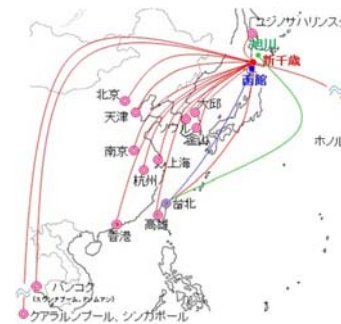 ユジノサハリンスク
旭川
新千歳
函館
北京
天津
大邱
ソウル
釜山
ホノル
南京
上海
杭州
台北
高雄
香港
バンコク
(スワンナプーム、ドンムアン)
クアラルンプール、シンガポール